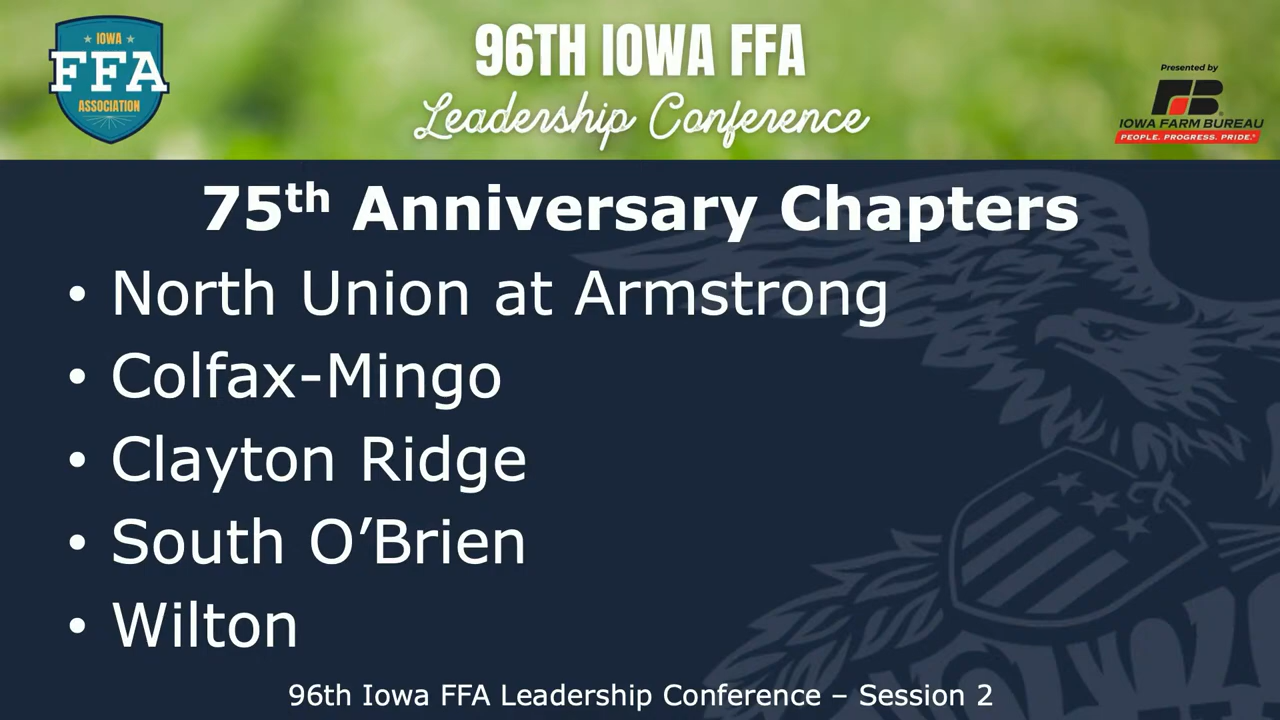 IOWA
FFA
ASSOCIATION
96TH IOWA FFA
Leadership Conference
Presented by
FB
IOWA FARM BUREAU
PEOPLE. PROGRESS. PRIDE.®
75th Anniversary Chapters
• North Union at Armstrong
• Colfax-Mingo
• Clayton Ridge
• South O’Brien
• Wilton
96th Iowa FFA Leadership Conference – Session 2